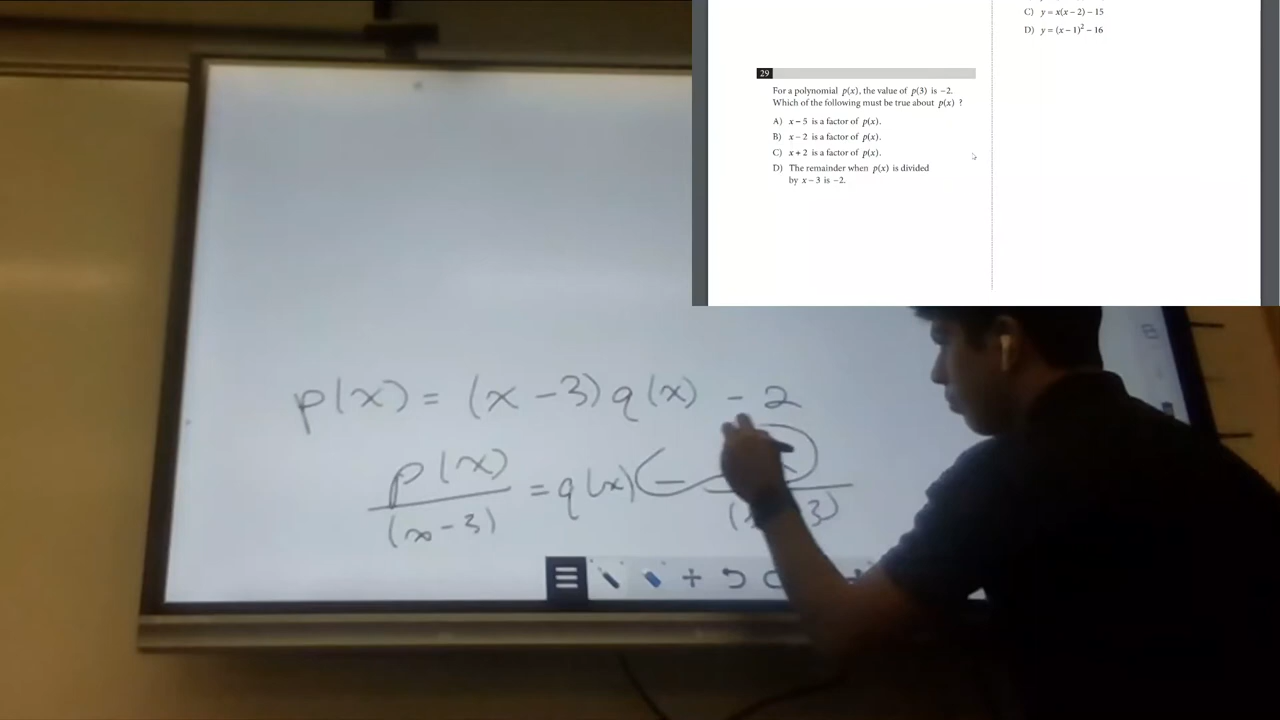 C) y = x(x − 2) − 15
D) y = (x − 1)² − 16
29
For a polynomial p(x), the value of p(3) is −2.
Which of the following must be true about p(x) ?
A) x − 5 is a factor of p(x).
B) x − 2 is a factor of p(x).
C) x + 2 is a factor of p(x).
D) The remainder when p(x) is divided
by x − 3 is −2.
p(x) = (x − 3) q(x) − 2
p(x)
= q(x) −
(x − 3)
3)